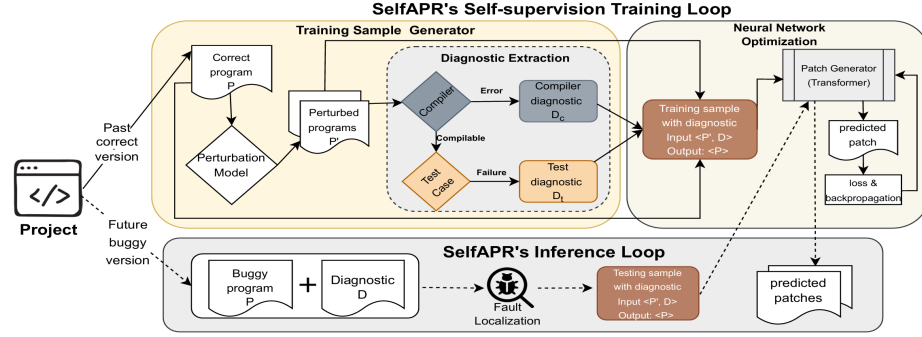 SelfAPR's Self-supervision Training Loop
Training Sample Generator
Correct
program
P
Perturbation
Model
Perturbed
programs
P'
Diagnostic Extraction
Compiler
Error
Compiler
diagnostic
D_c
Compilable
Test
Case
Failure
Test
diagnostic
D_t
Training sample
with diagnostic
Input <P', D>
Output: <P>
Neural Network
Optimization
Patch Generator
(Transformer)
predicted
patch
loss &
backpropagation
Past
correct
version
</>
Project
Future
buggy
version
SelfAPR's Inference Loop
Buggy
program
P
+
Diagnostic
D
Fault
Localization
Testing sample
with diagnostic
Input <P', D>
Output: <P>
predicted
patches